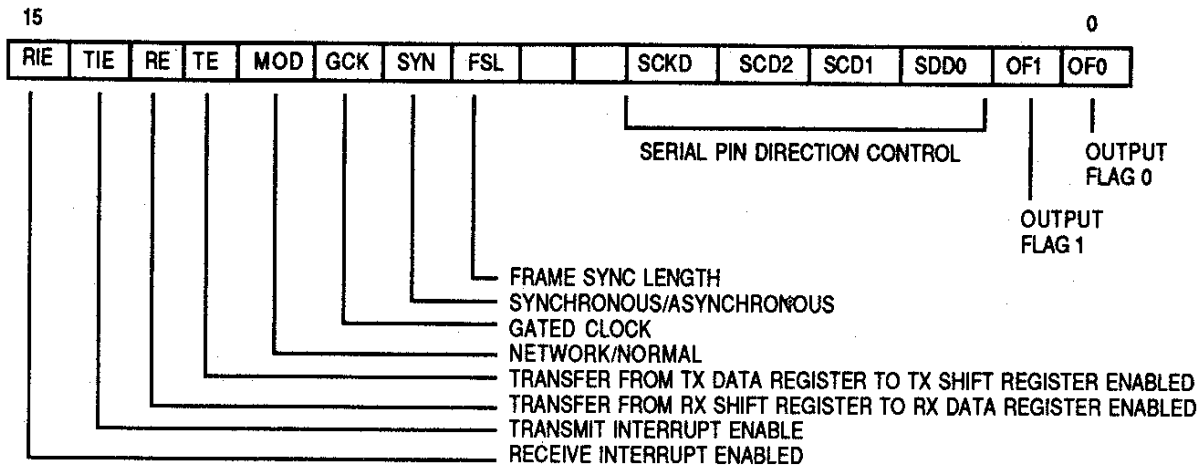 15 0
RIE TIE RE TE MOD GCK SYN FSL SCKD SCD2 SCD1 SDD0 OF1 OF0
SERIAL PIN DIRECTION CONTROL
OUTPUT
FLAG 0
OUTPUT
FLAG 1
FRAME SYNC LENGTH
SYNCHRONOUS/ASYNCHRONOUS
GATED CLOCK
NETWORK/NORMAL
TRANSFER FROM TX DATA REGISTER TO TX SHIFT REGISTER ENABLED
TRANSFER FROM RX SHIFT REGISTER TO RX DATA REGISTER ENABLED
TRANSMIT INTERRUPT ENABLE
RECEIVE INTERRUPT ENABLED